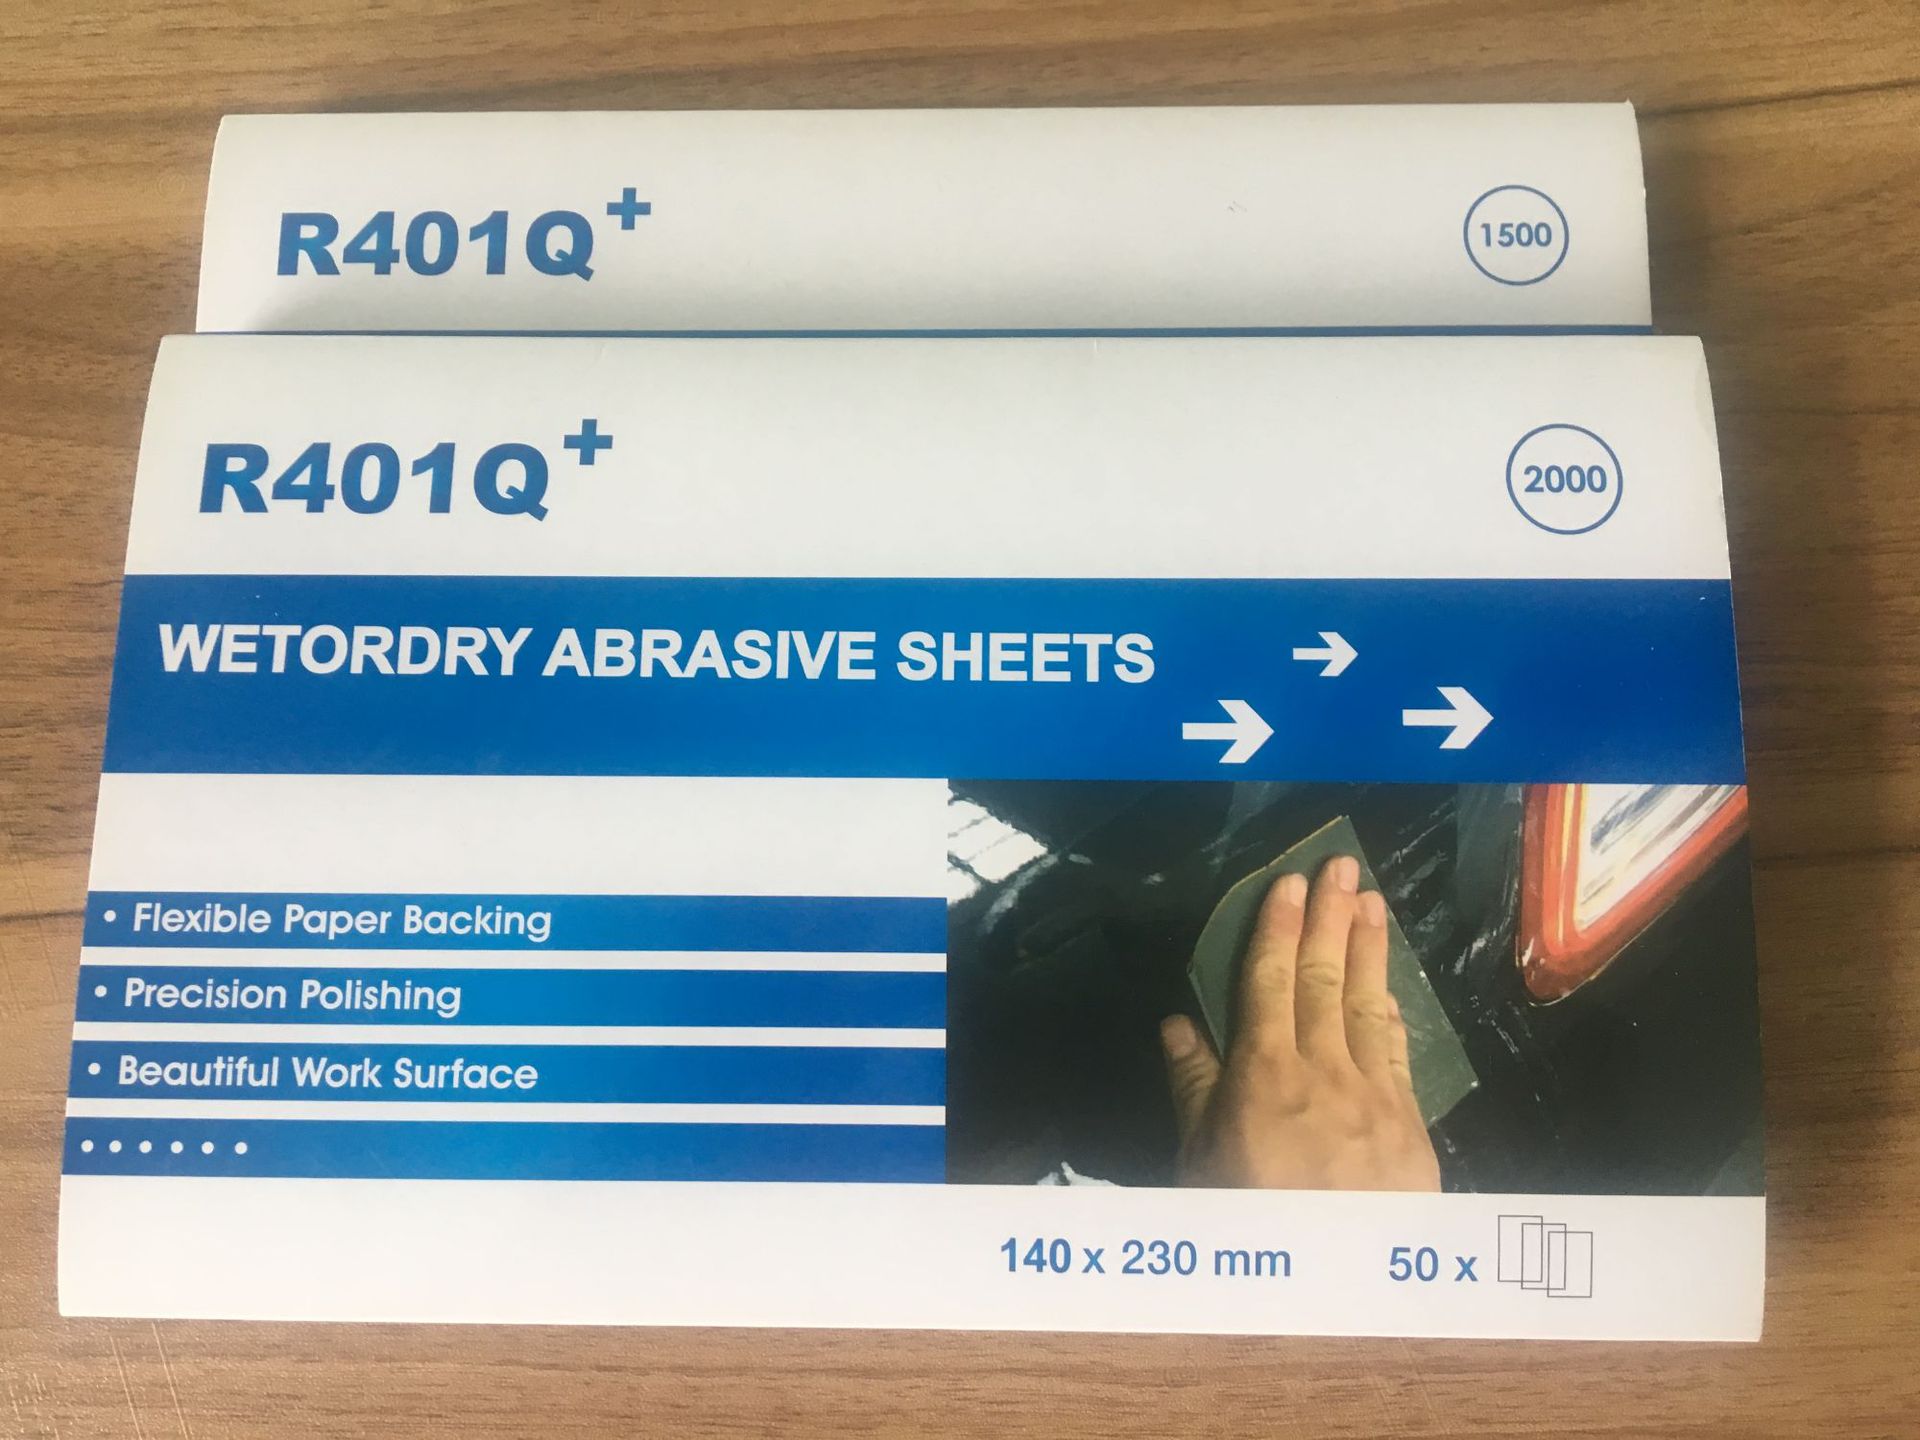 R401Q+
1500
R401Q+
2000
WETORDRY ABRASIVE SHEETS
• Flexible Paper Backing
• Precision Polishing
• Beautiful Work Surface
• • • • • •
140 x 230 mm
50 x